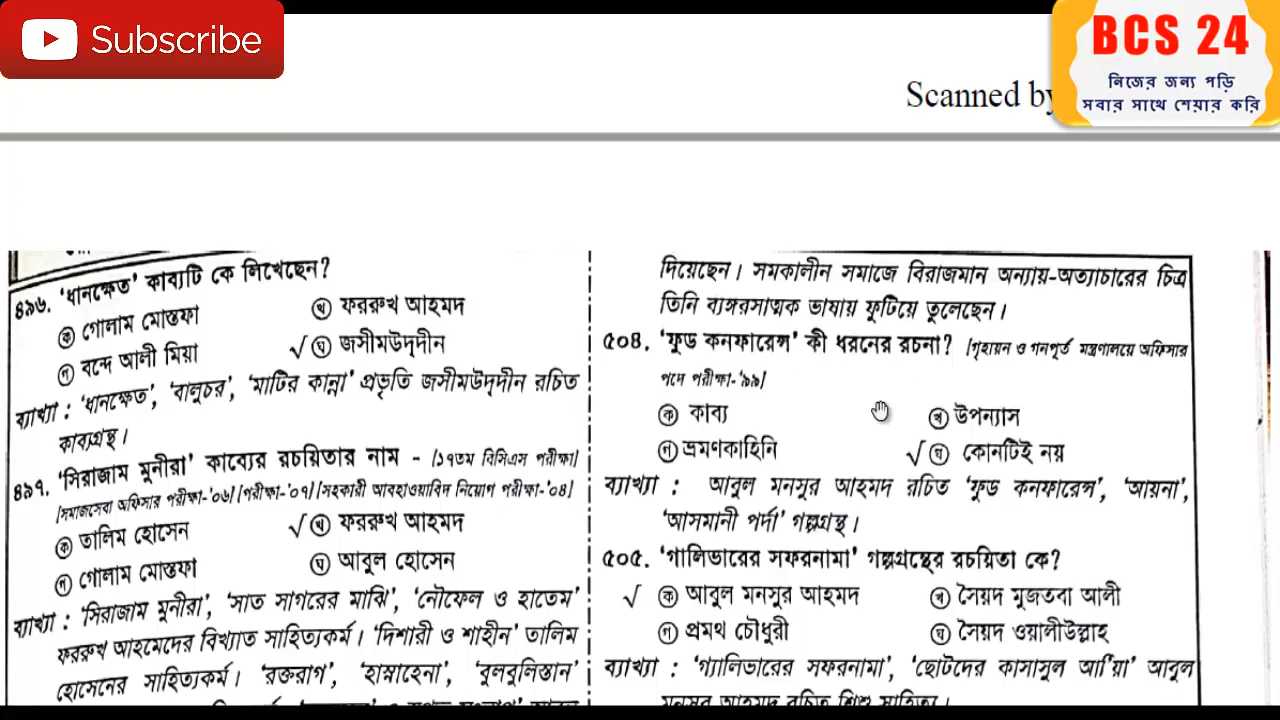 Subscribe
BCS 24
নিজের জন্য পড়ি
সবার সাথে শেয়ার করি
Scanned by
৪৯৬. ‘ধানক্ষেত’ কাব্যটি কে লিখেছেন?
ক গোলাম মোস্তফা খ ফররুখ আহমদ
গ বন্দে আলী মিয়া √ ঘ জসীমউদ্দীন
ব্যাখ্যা : ‘ধানক্ষেত’, ‘বালুচর’, ‘মাটির কান্না’ প্রভৃতি জসীমউদ্দীন রচিত
কাব্যগ্রন্থ।
৪৯৭. ‘সিরাজাম মুনীরা’ কাব্যের রচয়িতার নাম - |১৭তম বিসিএস পরীক্ষা|
|সমাজসেবা অফিসার পরীক্ষা-’০৬| |পরীক্ষা-’০৭| |সহকারী আবহাওয়াবিদ নিয়োগ পরীক্ষা-’০৪|
ক তালিম হোসেন √ খ ফররুখ আহমদ
গ গোলাম মোস্তফা ঘ আবুল হোসেন
ব্যাখ্যা : ‘সিরাজাম মুনীরা’, ‘সাত সাগরের মাঝি’, ‘নৌফেল ও হাতেম’
ফররুখ আহমেদের বিখ্যাত সাহিত্যকর্ম। ‘দিশারী ও শাহীন’ তালিম
হোসেনের সাহিত্যকর্ম। ‘রক্তরাগ’, ‘হাস্নাহেনা’, ‘বুলবুলিস্তান’
দিয়েছেন। সমকালীন সমাজে বিরাজমান অন্যায়-অত্যাচারের চিত্র
তিনি ব্যঙ্গরসাত্মক ভাষায় ফুটিয়ে তুলেছেন।
৫০৪. ‘ফুড কনফারেন্স’ কী ধরনের রচনা? |গৃহায়ন ও গনপূর্ত মন্ত্রণালয়ে অফিসার
পদে পরীক্ষা-’৯৯|
ক কাব্য খ উপন্যাস
গ ভ্রমণকাহিনি √ ঘ কোনটিই নয়
ব্যাখ্যা : আবুল মনসুর আহমদ রচিত ‘ফুড কনফারেন্স’, ‘আয়না’,
‘আসমানী পর্দা’ গল্পগ্রন্থ।
৫০৫. ‘গালিভারের সফরনামা’ গল্পগ্রন্থের রচয়িতা কে?
√ ক আবুল মনসুর আহমদ খ সৈয়দ মুজতবা আলী
গ প্রমথ চৌধুরী ঘ সৈয়দ ওয়ালীউল্লাহ
ব্যাখ্যা : ‘গ্যালিভারের সফরনামা’, ‘ছোটদের কাসাসুল আম্বিয়া’ আবুল
মনসুর আহমদ রচিত শিশু সাহিত্য।